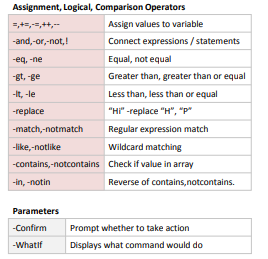 Assignment, Logical, Comparison Operators
=,+=,-=,++,-- Assign values to variable
-and,-or,-not,! Connect expressions / statements
-eq, -ne Equal, not equal
-gt, -ge Greater than, greater than or equal
-lt, -le Less than, less than or equal
-replace “Hi” -replace “H”, “P”
-match,-notmatch Regular expression match
-like,-notlike Wildcard matching
-contains,-notcontains Check if value in array
-in, -notin Reverse of contains,notcontains.
Parameters
-Confirm Prompt whether to take action
-WhatIf Displays what command would do